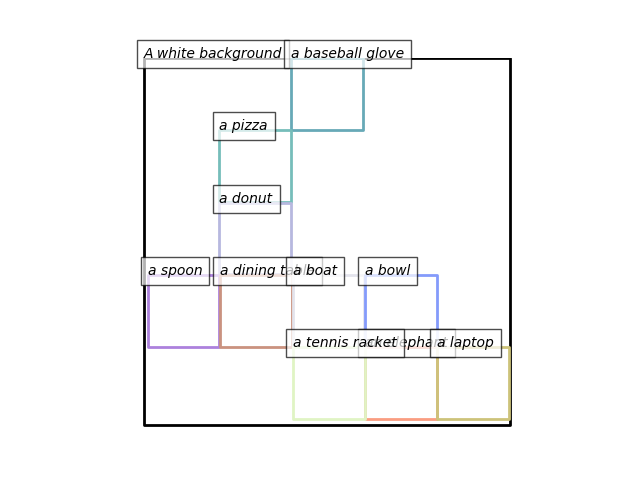 A white background
a baseball glove
a pizza
a donut
a spoon
a dining table
a boat
a bowl
a tennis racket
an elephant
a laptop